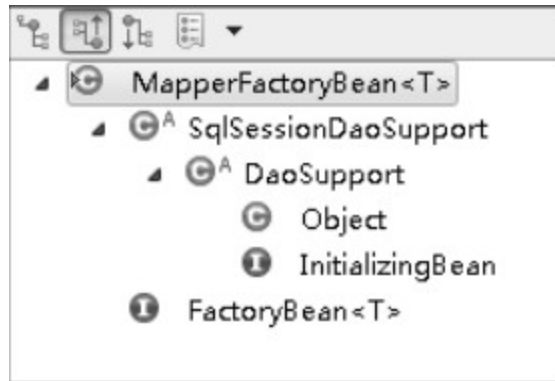 MapperFactoryBean<T>
A SqlSessionDaoSupport
A DaoSupport
Object
InitializingBean
FactoryBean<T>